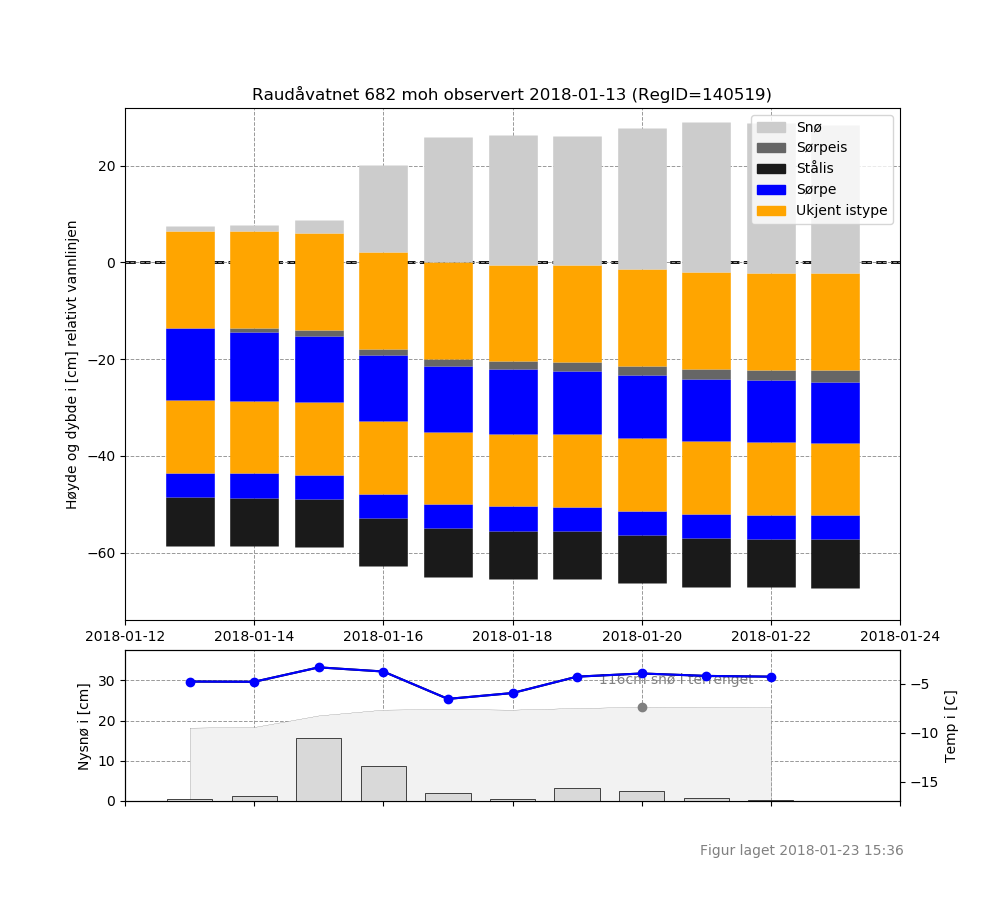 Raudåvatnet 682 moh observert 2018-01-13 (RegID=140519)
Snø
Sørpeis
Stålis
Sørpe
Ukjent istype
Høyde og dybde i [cm] relativt vannlinjen
20
0
−20
−40
−60
2018-01-12 2018-01-14 2018-01-16 2018-01-18 2018-01-20 2018-01-22 2018-01-24
116cm snø i terrenget
Nysnø i [cm]
30
20
10
0
−5
−10
−15
Temp i [C]
Figur laget 2018-01-23 15:36